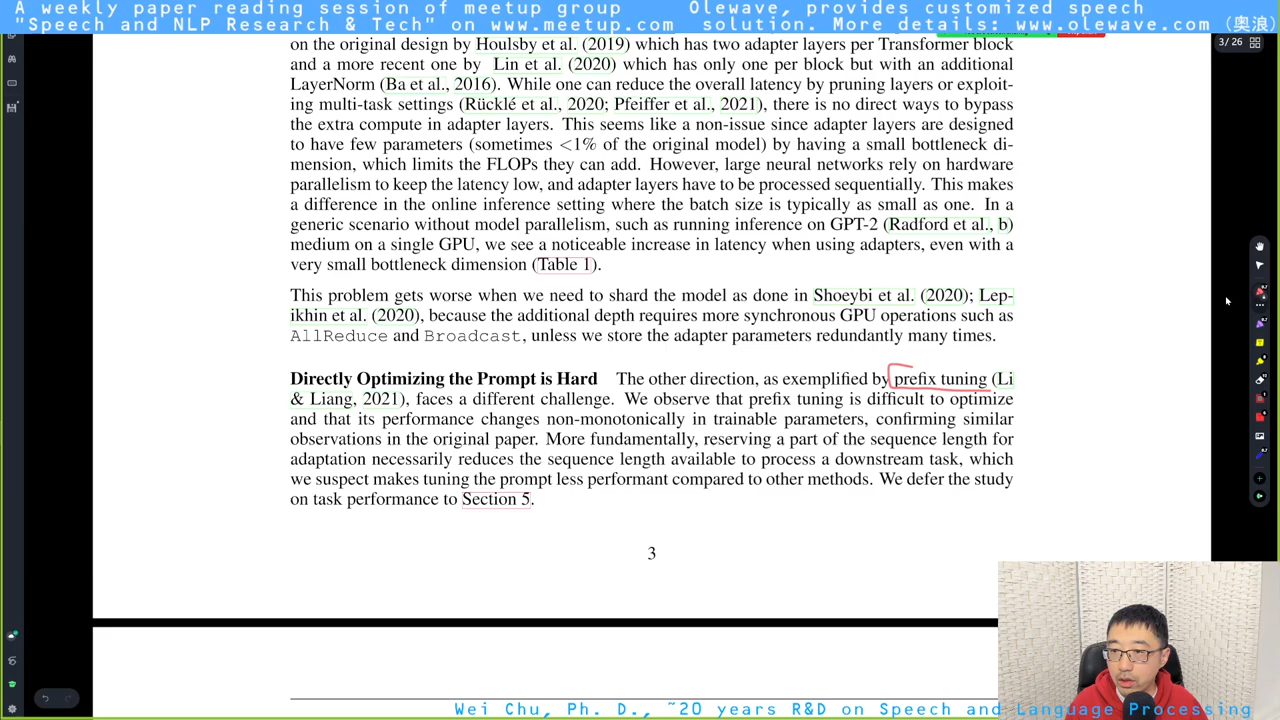 A weekly paper reading session of meetup group
"Speech and NLP Research & Tech" on www.meetup.com
Olewave, provides customized speech
solution. More details: www.olewave.com (奥浪)
3/26
on the original design by Houlsby et al. (2019) which has two adapter layers per Transformer block
and a more recent one by Lin et al. (2020) which has only one per block but with an additional
LayerNorm (Ba et al., 2016). While one can reduce the overall latency by pruning layers or exploit-
ing multi-task settings (Rücklé et al., 2020; Pfeiffer et al., 2021), there is no direct ways to bypass
the extra compute in adapter layers. This seems like a non-issue since adapter layers are designed
to have few parameters (sometimes <1% of the original model) by having a small bottleneck di-
mension, which limits the FLOPs they can add. However, large neural networks rely on hardware
parallelism to keep the latency low, and adapter layers have to be processed sequentially. This makes
a difference in the online inference setting where the batch size is typically as small as one. In a
generic scenario without model parallelism, such as running inference on GPT-2 (Radford et al., b)
medium on a single GPU, we see a noticeable increase in latency when using adapters, even with a
very small bottleneck dimension (Table 1).
This problem gets worse when we need to shard the model as done in Shoeybi et al. (2020); Lep-
ikhin et al. (2020), because the additional depth requires more synchronous GPU operations such as
AllReduce and Broadcast, unless we store the adapter parameters redundantly many times.
Directly Optimizing the Prompt is Hard The other direction, as exemplified by prefix tuning (Li
& Liang, 2021), faces a different challenge. We observe that prefix tuning is difficult to optimize
and that its performance changes non-monotonically in trainable parameters, confirming similar
observations in the original paper. More fundamentally, reserving a part of the sequence length for
adaptation necessarily reduces the sequence length available to process a downstream task, which
we suspect makes tuning the prompt less performant compared to other methods. We defer the study
on task performance to Section 5.
3
Wei Chu, Ph. D., ~20 years R&D on Speech and Language Processing